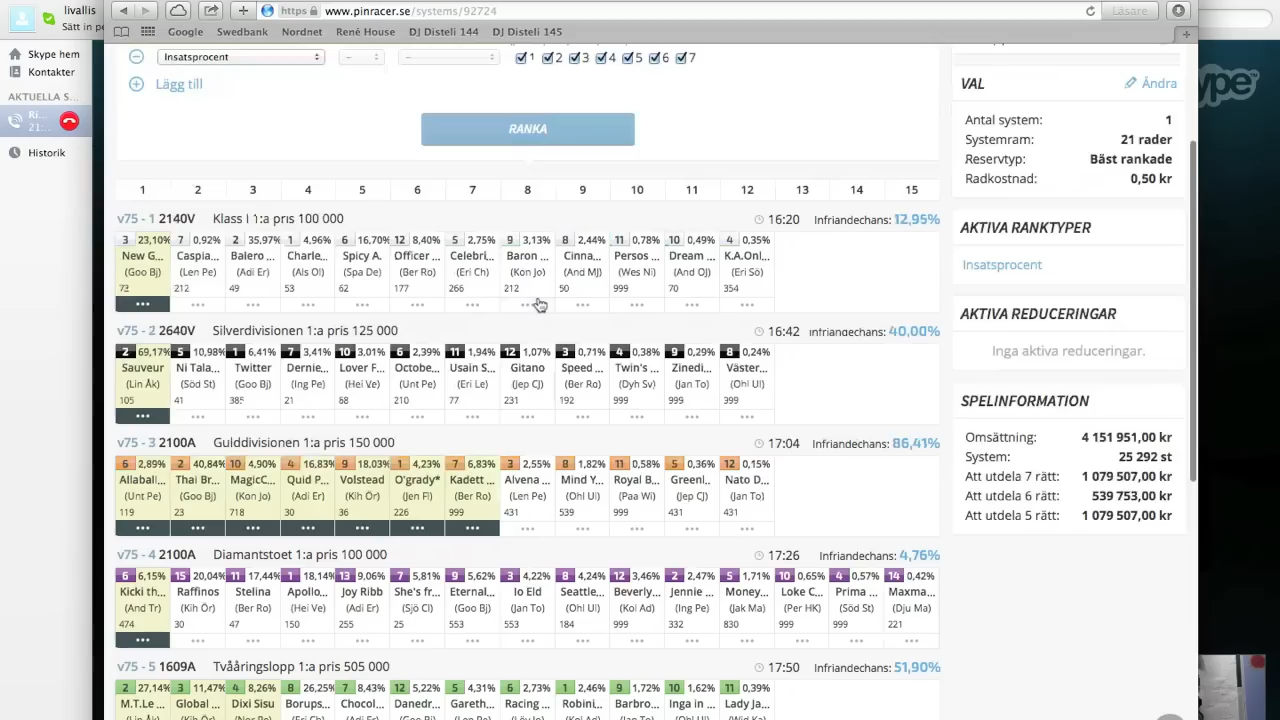 livallis
Sätt in p
Skype hem
Kontakter
AKTUELLA S...
Ri...
21:...
Historik
https www.pinracer.se/systems/92724
Läsare
Google Swedbank Nordnet Renè House DJ Disteli 144 DJ Disteli 145
ype
Insatsprocent - - 1 2 3 4 5 6 7
Lägg till
RANKA
1 2 3 4 5 6 7 8 9 10 11 12 13 14 15
v75 - 1 2140V Klass I 1:a pris 100 000 16:20 Infriandechans: 12,95%
3 23,10% 7 0,92% 2 35,97% 1 4,96% 6 16,70% 12 8,40% 5 2,75% 9 3,13% 8 2,44% 11 0,78% 10 0,49% 4 0,35%
New G... Caspia... Balero ... Charle... Spicy A. Officer ... Celebri... Baron ... Cinna... Persos ... Dream ... K.A.Onl...
(Goo Bj) (Len Pe) (Adi Er) (Als Ol) (Spa De) (Ber Ro) (Eri Ch) (Kon Jo) (And MJ) (Wes Ni) (And OJ) (Eri Sö)
73 212 49 53 62 177 266 212 50 999 70 354
v75 - 2 2640V Silverdivisionen 1:a pris 125 000 16:42 Infriandechans: 40,00%
2 69,17% 5 10,98% 1 6,41% 7 3,41% 10 3,01% 6 2,39% 11 1,94% 12 1,07% 3 0,71% 4 0,38% 9 0,29% 8 0,24%
Sauveur Ni Tala... Twitter Dernie... Lover F... Octobe... Usain S... Gitano Speed ... Twin's ... Zinedi... Väster...
(Lin Åk) (Söd St) (Goo Bj) (Ing Pe) (Hei Ve) (Unt Pe) (Eri Le) (Jep CJ) (Ber Ro) (Dyh Sv) (Jan To) (Ohl Ul)
105 41 385 21 68 210 77 231 192 999 999 999
v75 - 3 2100A Gulddivisionen 1:a pris 150 000 17:04 Infriandechans: 86,41%
6 2,89% 2 40,84% 10 4,90% 4 16,83% 9 18,03% 1 4,23% 7 6,83% 3 2,55% 8 1,82% 11 0,58% 5 0,36% 12 0,15%
Allaball... Thai Br... MagicC... Quid P... Volstead O'grady* Kadett ... Alvena ... Mind Y... Royal B... Greenl... Nato D...
(Unt Pe) (Goo Bj) (Kon Jo) (Adi Er) (Kih Ör) (Jen Fl) (Ber Ro) (Len Pe) (Ohl Ul) (Paa Wi) (Jep CJ) (Jan To)
119 23 718 30 36 226 999 431 539 999 431 431
v75 - 4 2100A Diamantstoet 1:a pris 100 000 17:26 Infriandechans: 4,76%
6 6,15% 15 20,04% 11 17,44% 1 18,14% 13 9,06% 7 5,81% 9 5,62% 3 4,22% 8 4,24% 12 3,46% 2 2,47% 5 1,71% 10 0,65% 4 0,57% 14 0,42%
Kicki th... Raffinos Stelina Apollo... Joy Ribb She's fr... Eternal... Io Eld Seattle... Beverly... Jennie ... Money... Loke C... Prima ... Maxma...
(And Tr) (Kih Ör) (Ber Ro) (Hei Ve) (Adi Er) (Sjö Cl) (Goo Bj) (Jan To) (Ohl Ul) (Kol Ad) (Ing Pe) (Jak Ma) (Per HK) (Söd St) (Dju Ma)
474 30 47 150 255 25 553 553 184 999 332 830 999 999 221
v75 - 5 1609A Tvååringslopp 1:a pris 505 000 17:50 Infriandechans: 51,90%
2 27,14% 3 11,47% 4 8,26% 8 26,25% 7 8,43% 12 5,22% 5 4,31% 6 2,73% 1 2,46% 9 1,72% 10 1,62% 11 0,39%
M.T.Le ... Global ... Dixi Sisu Borups... Chocol... Danedr... Gareth... Racing ... Robini... Barbro... Inga in ... Lady Ja...
VAL Ändra
Antal system: 1
Systemram: 21 rader
Reservtyp: Bäst rankade
Radkostnad: 0,50 kr
AKTIVA RANKTYPER
Insatsprocent
AKTIVA REDUCERINGAR
Inga aktiva reduceringar.
SPELINFORMATION
Omsättning: 4 151 951,00 kr
System: 25 292 st
Att utdela 7 rätt: 1 079 507,00 kr
Att utdela 6 rätt: 539 753,00 kr
Att utdela 5 rätt: 1 079 507,00 kr